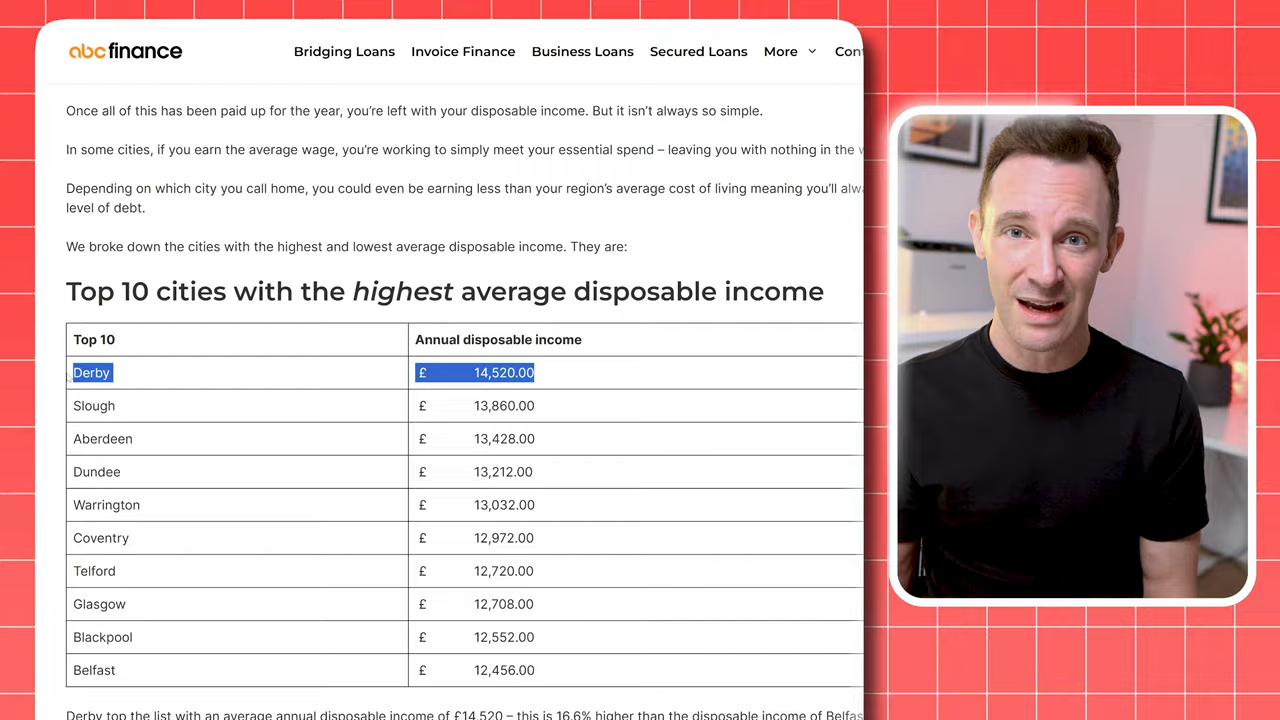 abcfinance
Bridging Loans Invoice Finance Business Loans Secured Loans More
Once all of this has been paid up for the year, you're left with your disposable income. But it isn't always so simple.
In some cities, if you earn the average wage, you're working to simply meet your essential spend – leaving you with nothing in the
Depending on which city you call home, you could even be earning less than your region's average cost of living meaning you'll
level of debt.
We broke down the cities with the highest and lowest average disposable income. They are:
Top 10 cities with the highest average disposable income
Top 10 Annual disposable income
Derby £ 14,520.00
Slough £ 13,860.00
Aberdeen £ 13,428.00
Dundee £ 13,212.00
Warrington £ 13,032.00
Coventry £ 12,972.00
Telford £ 12,720.00
Glasgow £ 12,708.00
Blackpool £ 12,552.00
Belfast £ 12,456.00
Derby top the list with an average annual disposable income of £14,520 – this is 16.6% higher than the disposable income of